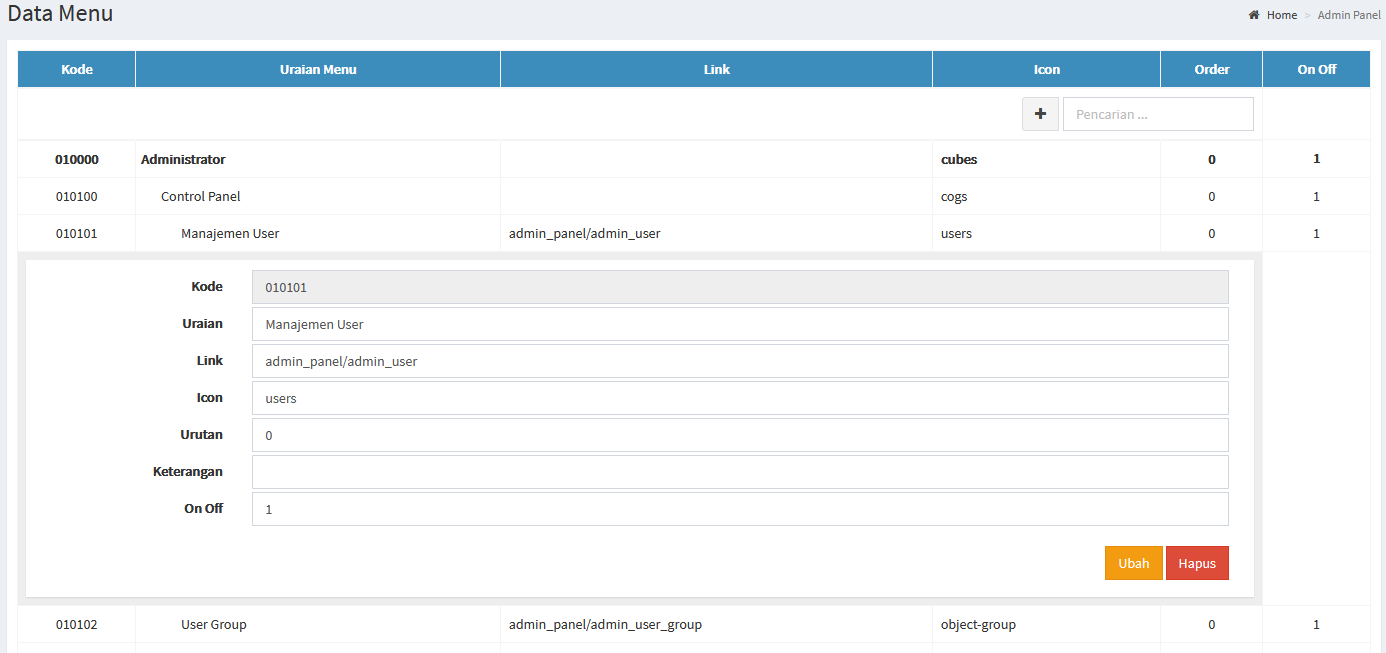 Data Menu
Home > Admin Panel
Kode Uraian Menu Link Icon Order On Off
Pencarian ...
010000 Administrator cubes 0 1
010100 Control Panel cogs 0 1
010101 Manajemen User admin_panel/admin_user users 0 1
Kode 010101
Uraian Manajemen User
Link admin_panel/admin_user
Icon users
Urutan 0
Keterangan
On Off 1
Ubah Hapus
010102 User Group admin_panel/admin_user_group object-group 0 1